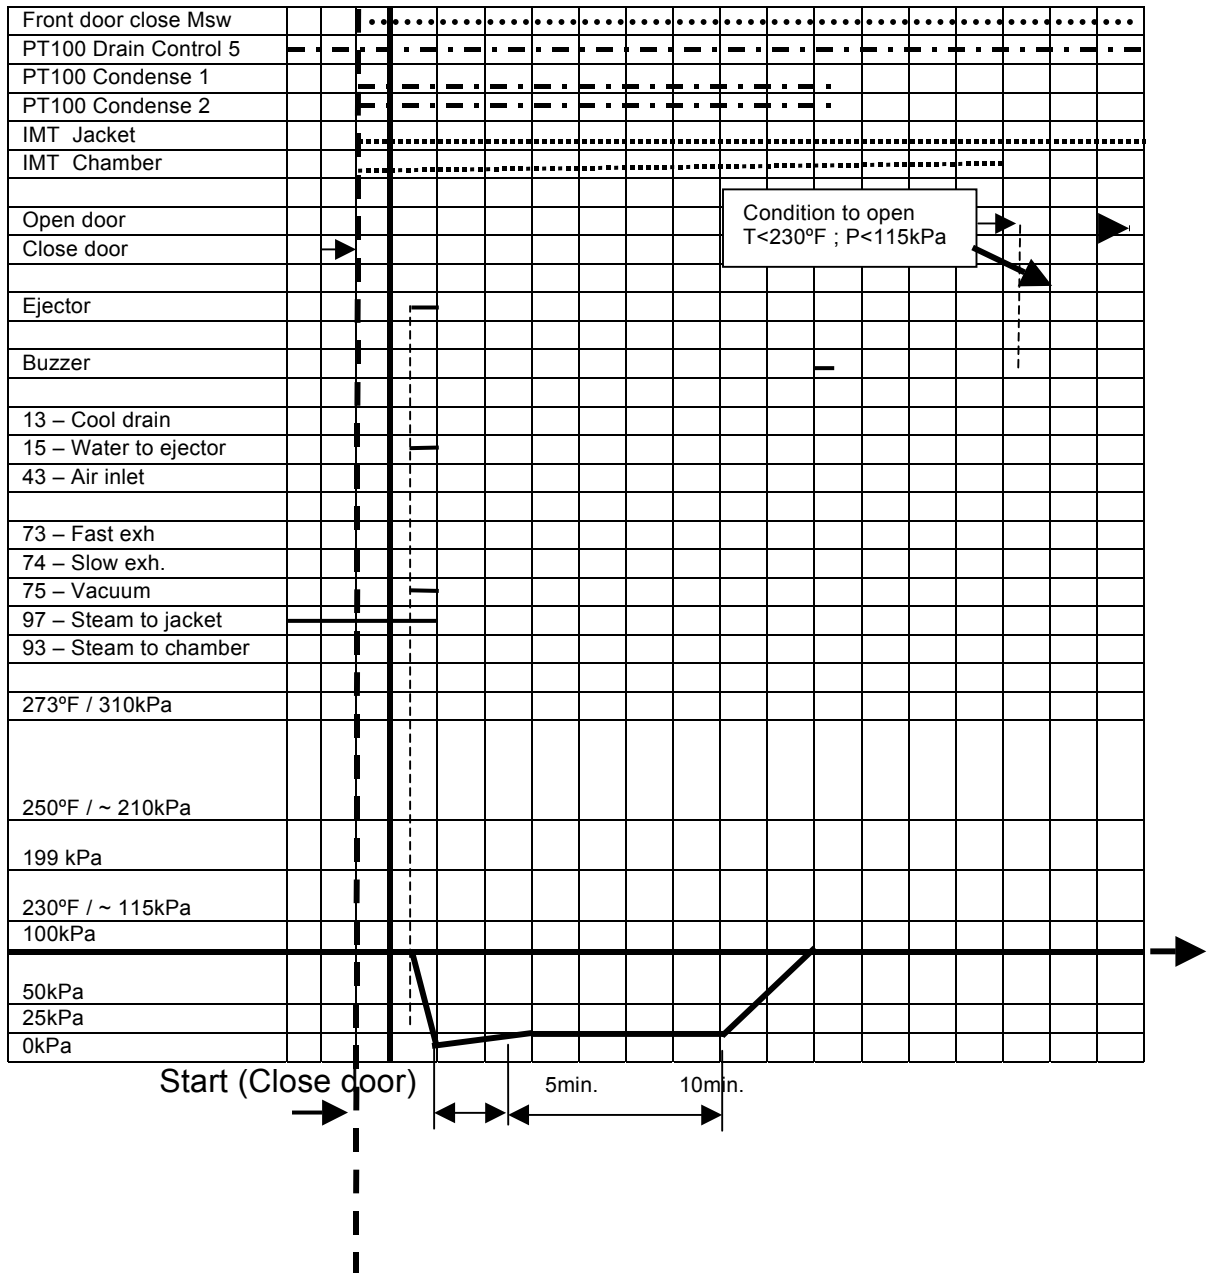 Front door close Msw
PT100 Drain Control 5
PT100 Condense 1
PT100 Condense 2
IMT Jacket
IMT Chamber
Open door
Condition to open
T<230ºF ; P<115kPa
Close door
Ejector
Buzzer
13 – Cool drain
15 – Water to ejector
43 – Air inlet
73 – Fast exh
74 – Slow exh.
75 – Vacuum
97 – Steam to jacket
93 – Steam to chamber
273ºF / 310kPa
250ºF / ~ 210kPa
199 kPa
230ºF / ~ 115kPa
100kPa
50kPa
25kPa
0kPa
Start (Close door)
5min.
10min.